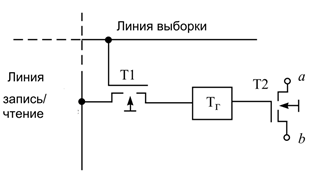 Линия выборки
T1
Линия
запись/
чтение
Tг
T2
a
b